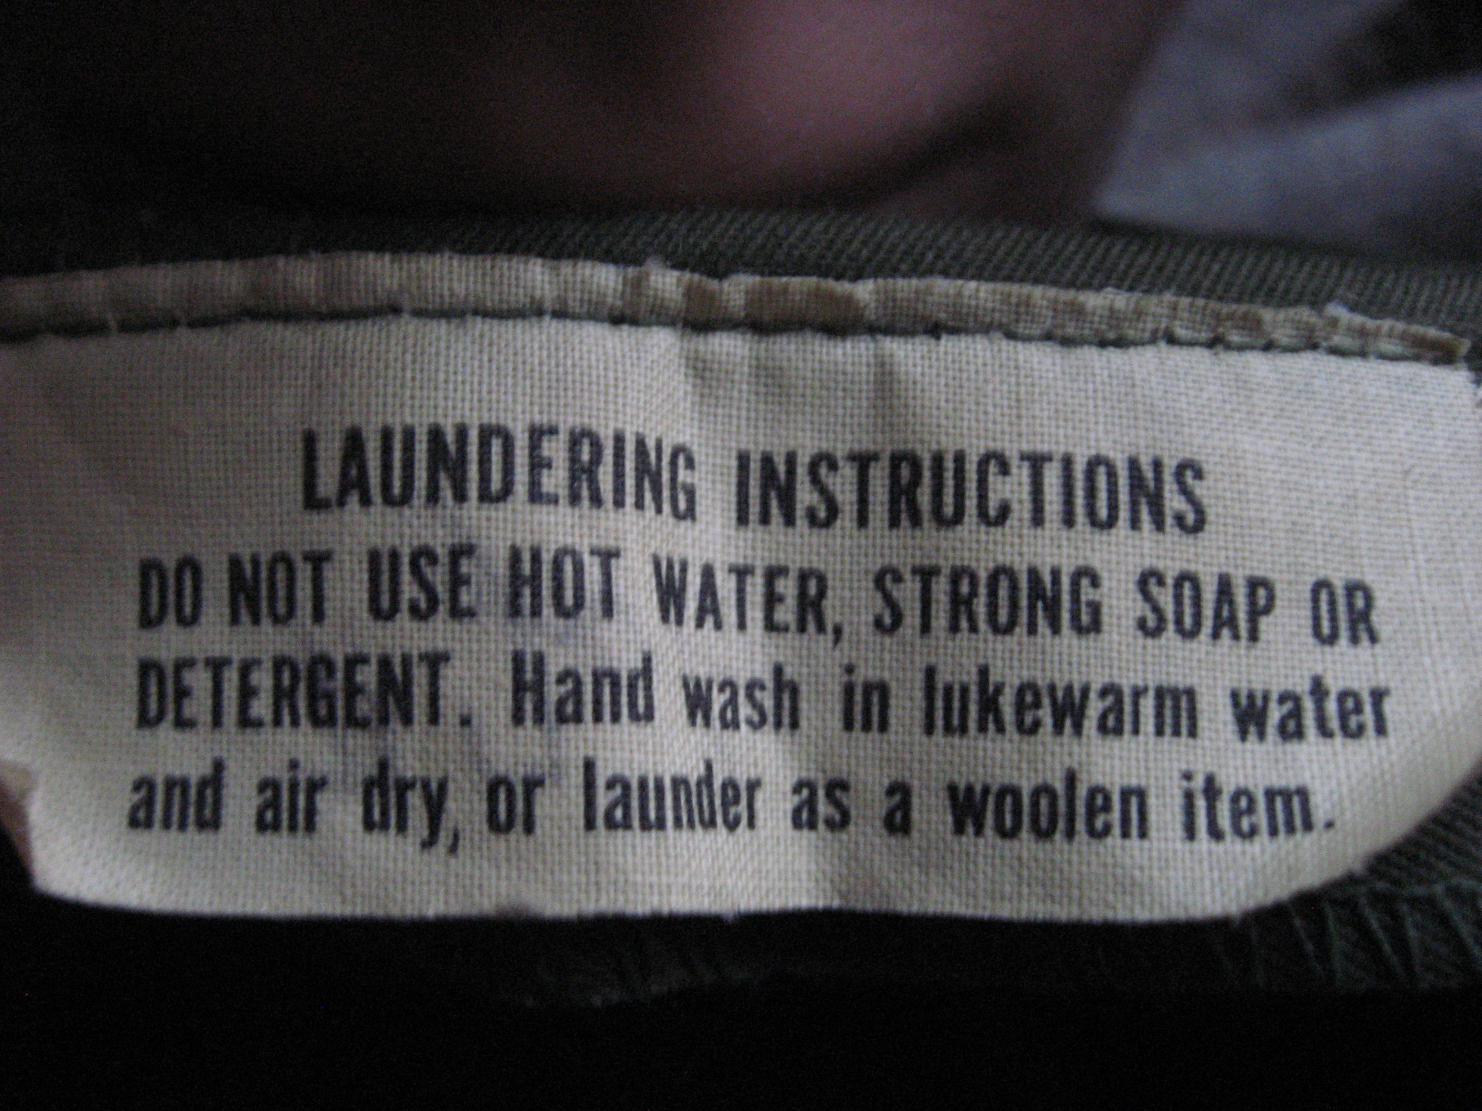 LAUNDERING INSTRUCTIONS
DO NOT USE HOT WATER, STRONG SOAP OR
DETERGENT. Hand wash in lukewarm water
and air dry, or launder as a woolen item.